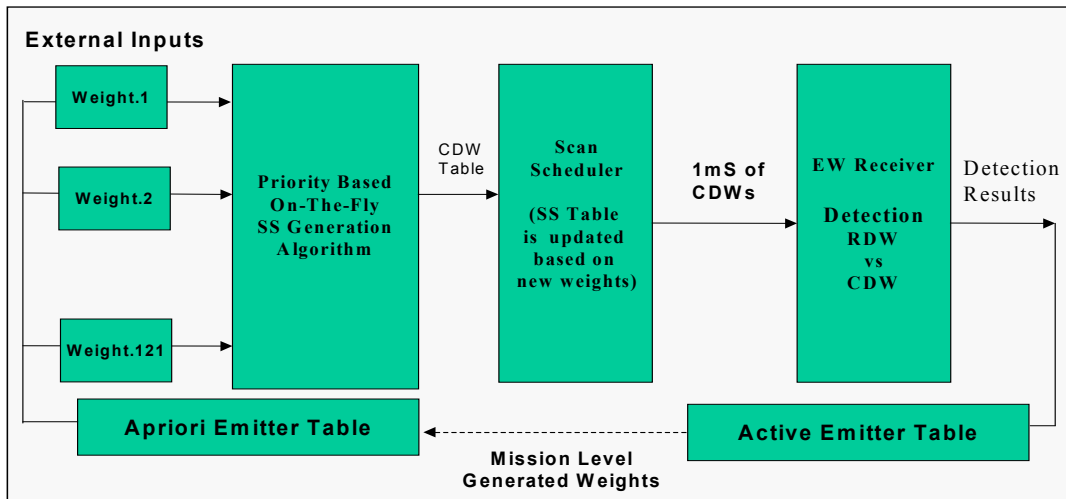 External Inputs
Weight.1
Weight.2
Weight.121
Priority Based
On-The-Fly
SS Generation
Algorithm
CDW
Table
Scan
Scheduler
(SS Table
is updated
based on
new weights)
1mS of
CDWs
EW Receiver
Detection
RDW
vs
CDW
Detection
Results
Apriori Emitter Table
Mission Level
Generated Weights
Active Emitter Table